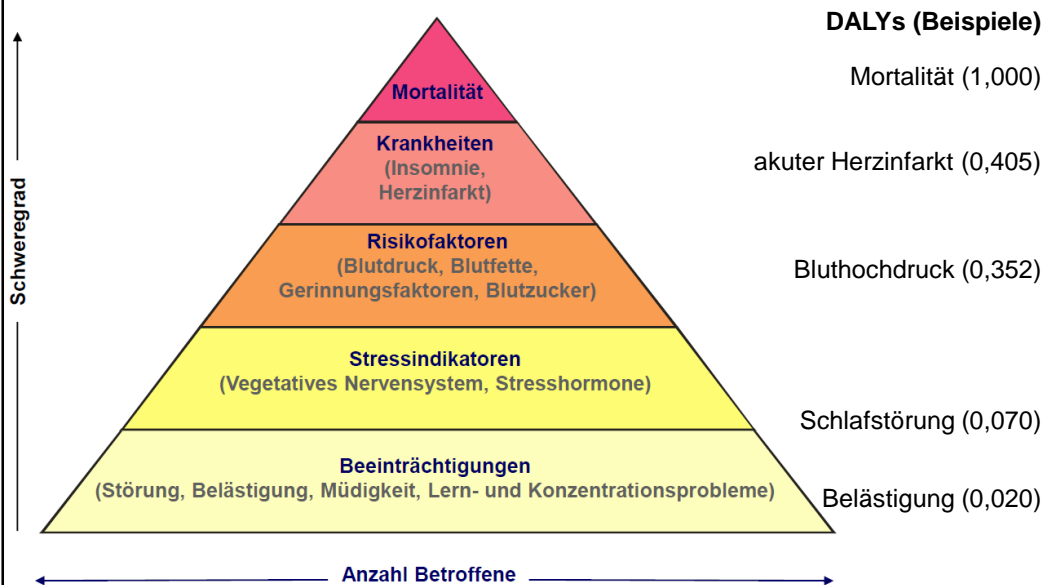 DALYs (Beispiele)
Mortalität
Mortalität (1,000)
Krankheiten
(Insomnie,
Herzinfarkt)
akuter Herzinfarkt (0,405)
Risikofaktoren
(Blutdruck, Blutfette,
Gerinnungsfaktoren, Blutzucker)
Bluthochdruck (0,352)
Schweregrad
Stressindikatoren
(Vegetatives Nervensystem, Stresshormone)
Schlafstörung (0,070)
Beeinträchtigungen
(Störung, Belästigung, Müdigkeit, Lern- und Konzentrationsprobleme)
Belästigung (0,020)
Anzahl Betroffene